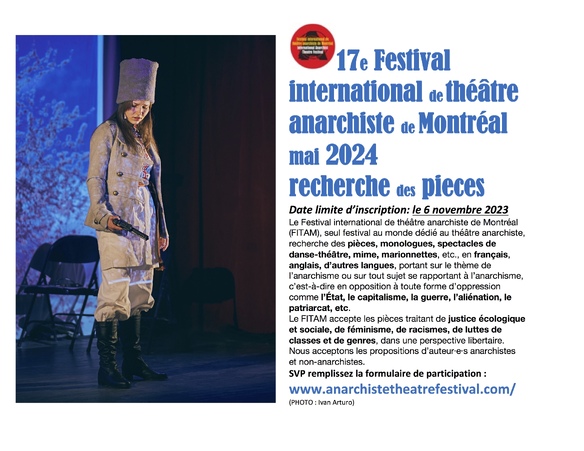 17e Festival
international de théâtre
anarchiste de Montréal
mai 2024
recherche des pieces
Date limite d'inscription: le 6 novembre 2023
Le Festival international de théâtre anarchiste de Montréal
(FITAM), seul festival au monde dédié au théâtre anarchiste,
recherche des pièces, monologues, spectacles de
danse-théâtre, mime, marionnettes, etc., en français,
anglais, d'autres langues, portant sur le thème de
l'anarchisme ou sur tout sujet se rapportant à l'anarchisme,
c'est-à-dire en opposition à toute forme d'oppression
comme l'État, le capitalisme, la guerre, l'aliénation, le
patriarcat, etc.
Le FITAM accepte les pièces traitant de justice écologique
et sociale, de féminisme, de racismes, de luttes de
classes et de genres, dans une perspective libertaire.
Nous acceptons les propositions d'auteur·e·s anarchistes
et non-anarchistes.
SVP remplissez la formulaire de participation :
www.anarchistetheatrefestival.com/
(PHOTO : Ivan Arturo)